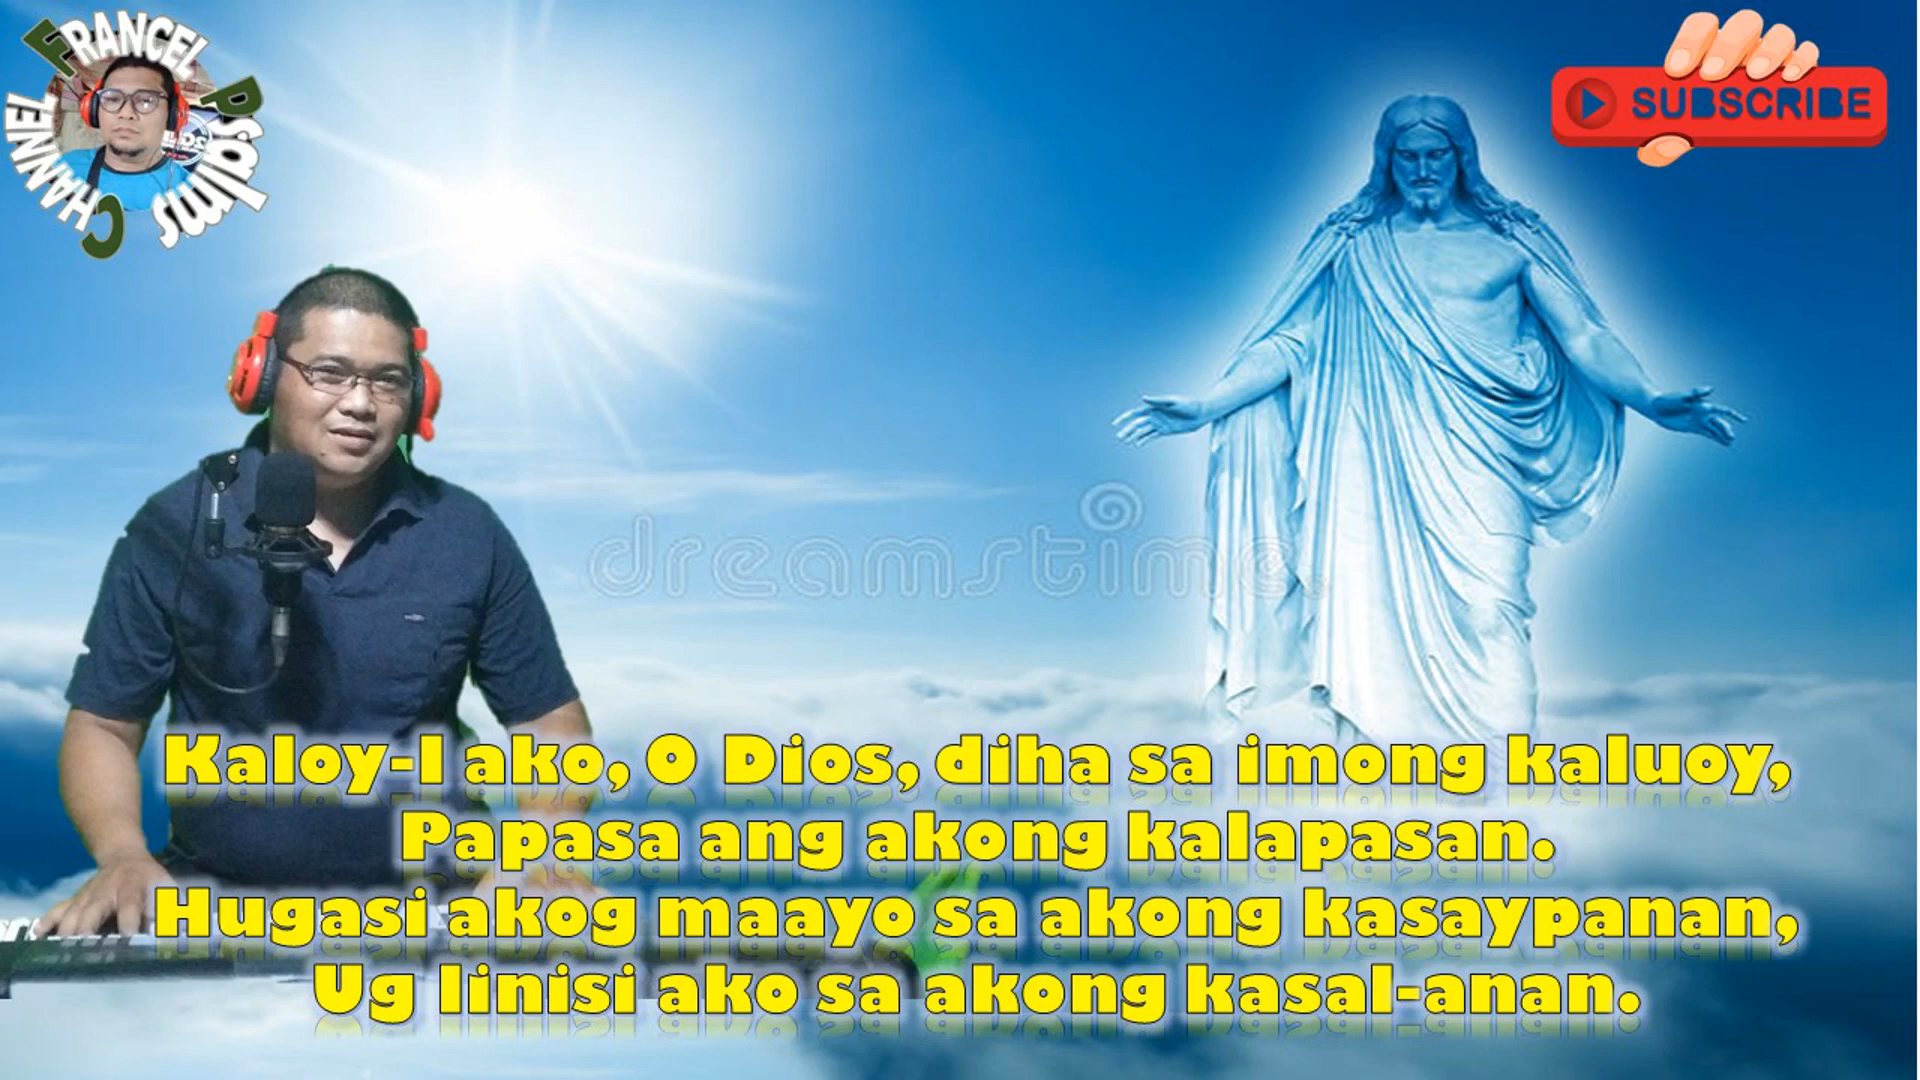 FRANCEL
Psalms
CHANNEL
SUBSCRIBE
dreamstime
Kaloy-I ako, O Dios, diha sa imong kaluoy,
Papasa ang akong kalapasan.
Hugasi akog maayo sa akong kasaypanan,
Ug linisi ako sa akong kasal-anan.